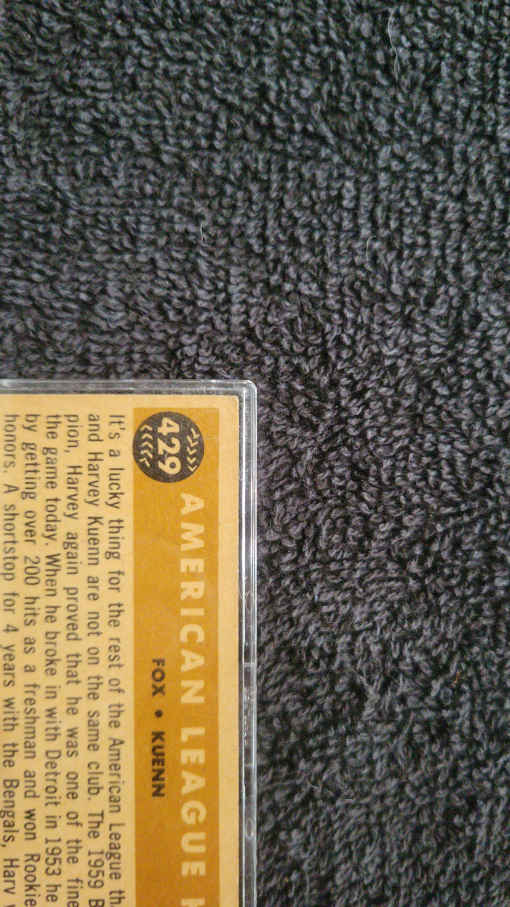 429
AMERICAN LEAGUE
FOX • KUENN
It's a lucky thing for the rest of the American League
and Harvey Kuenn are not on the same club. The 1959
pion, Harvey again proved that he was one of the
the game today. When he broke in with Detroit in 1953 he
by getting over 200 hits as a freshman and won Rookie
honors. A shortstop for 4 years with the Bengals, Harv